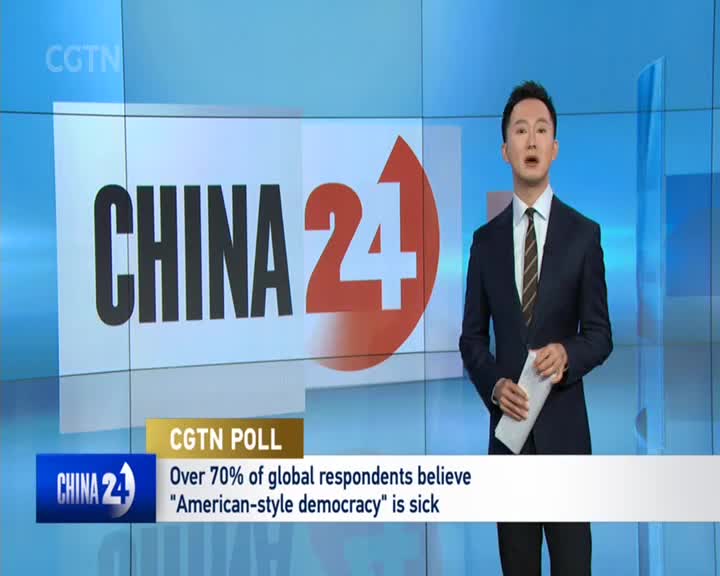 CGTN
CHINA 24
CGTN POLL
Over 70% of global respondents believe
"American-style democracy" is sick
CHINA 24